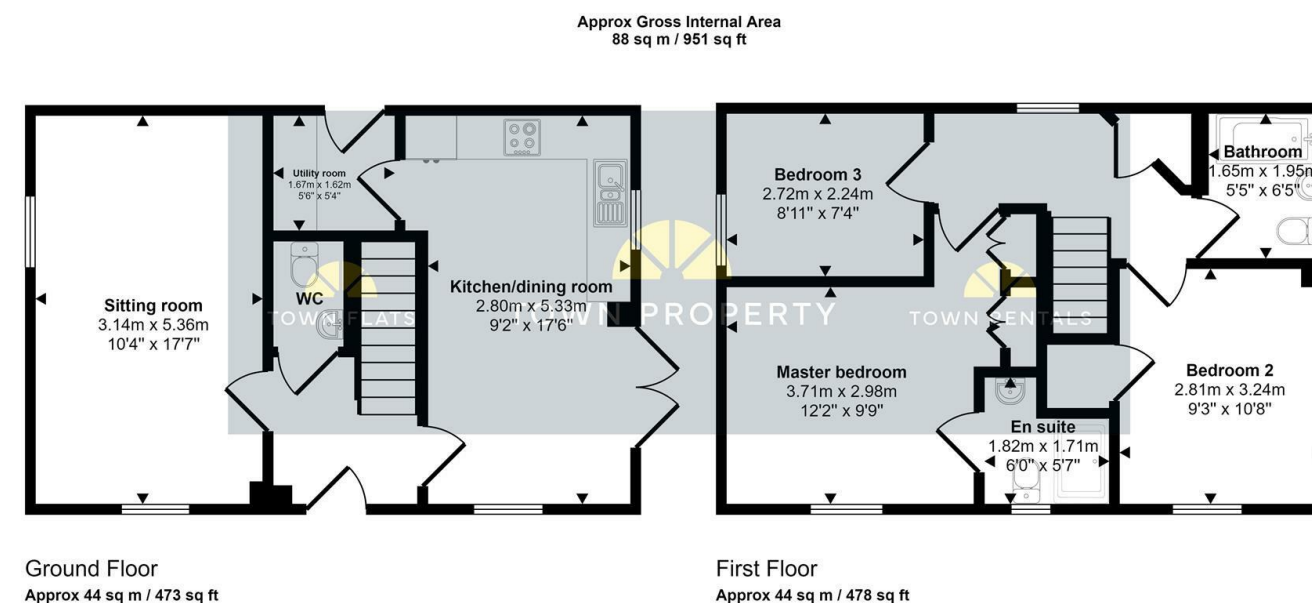 Approx Gross Internal Area
88 sq m / 951 sq ft
Utility room
1.67m x 1.62m
5'6" x 5'4"
Sitting room
3.14m x 5.36m
10'4" x 17'7"
WC
Kitchen/dining room
2.80m x 5.33m
9'2" x 17'6"
Bedroom 3
2.72m x 2.24m
8'11" x 7'4"
Bathroom
1.65m x 1.95m
5'5" x 6'5"
Master bedroom
3.71m x 2.98m
12'2" x 9'9"
En suite
1.82m x 1.71m
6'0" x 5'7"
Bedroom 2
2.81m x 3.24m
9'3" x 10'8"
TOWN FLATS
TOWN PROPERTY
TOWN RENTALS
Ground Floor
Approx 44 sq m / 473 sq ft
First Floor
Approx 44 sq m / 478 sq ft